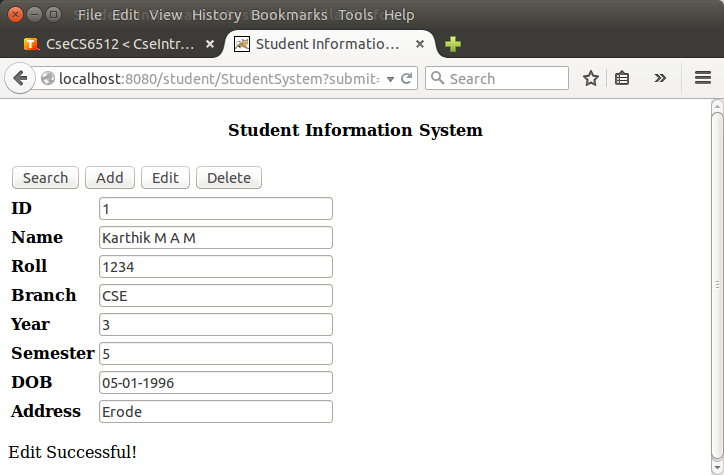 File Edit View History Bookmarks Tools Help
CseCS6512 < CseIntr... Student Informatio...
localhost:8080/student/StudentSystem?submit= Search
Student Information System
Search Add Edit Delete
ID 1
Name Karthik M A M
Roll 1234
Branch CSE
Year 3
Semester 5
DOB 05-01-1996
Address Erode
Edit Successful!